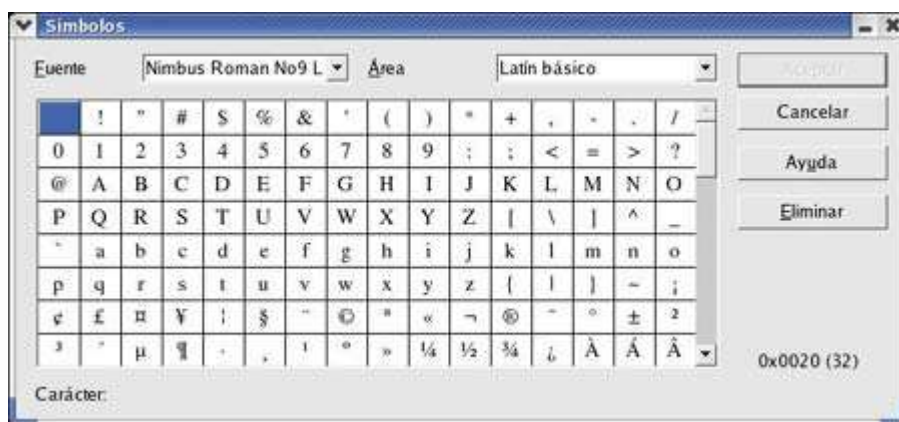 Símbolos
Fuente Nimbus Roman No9 L Área Latín básico Aceptar
! " # $ % & ' ( ) * + , - . / Cancelar
0 1 2 3 4 5 6 7 8 9 : ; < = > ? Ayuda
@ A B C D E F G H I J K L M N O
P Q R S T U V W X Y Z [ \ ] ^ _ Eliminar
` a b c d e f g h i j k l m n o
p q r s t u v w x y z { | } ~ ¡
¢ £ ¤ ¥ ¦ § ¨ © ª « ¬ ® ¯ ° ± ²
³ ´ µ ¶ · ¸ ¹ º » ¼ ½ ¾ ¿ À Á Â
0x0020 (32)
Carácter: